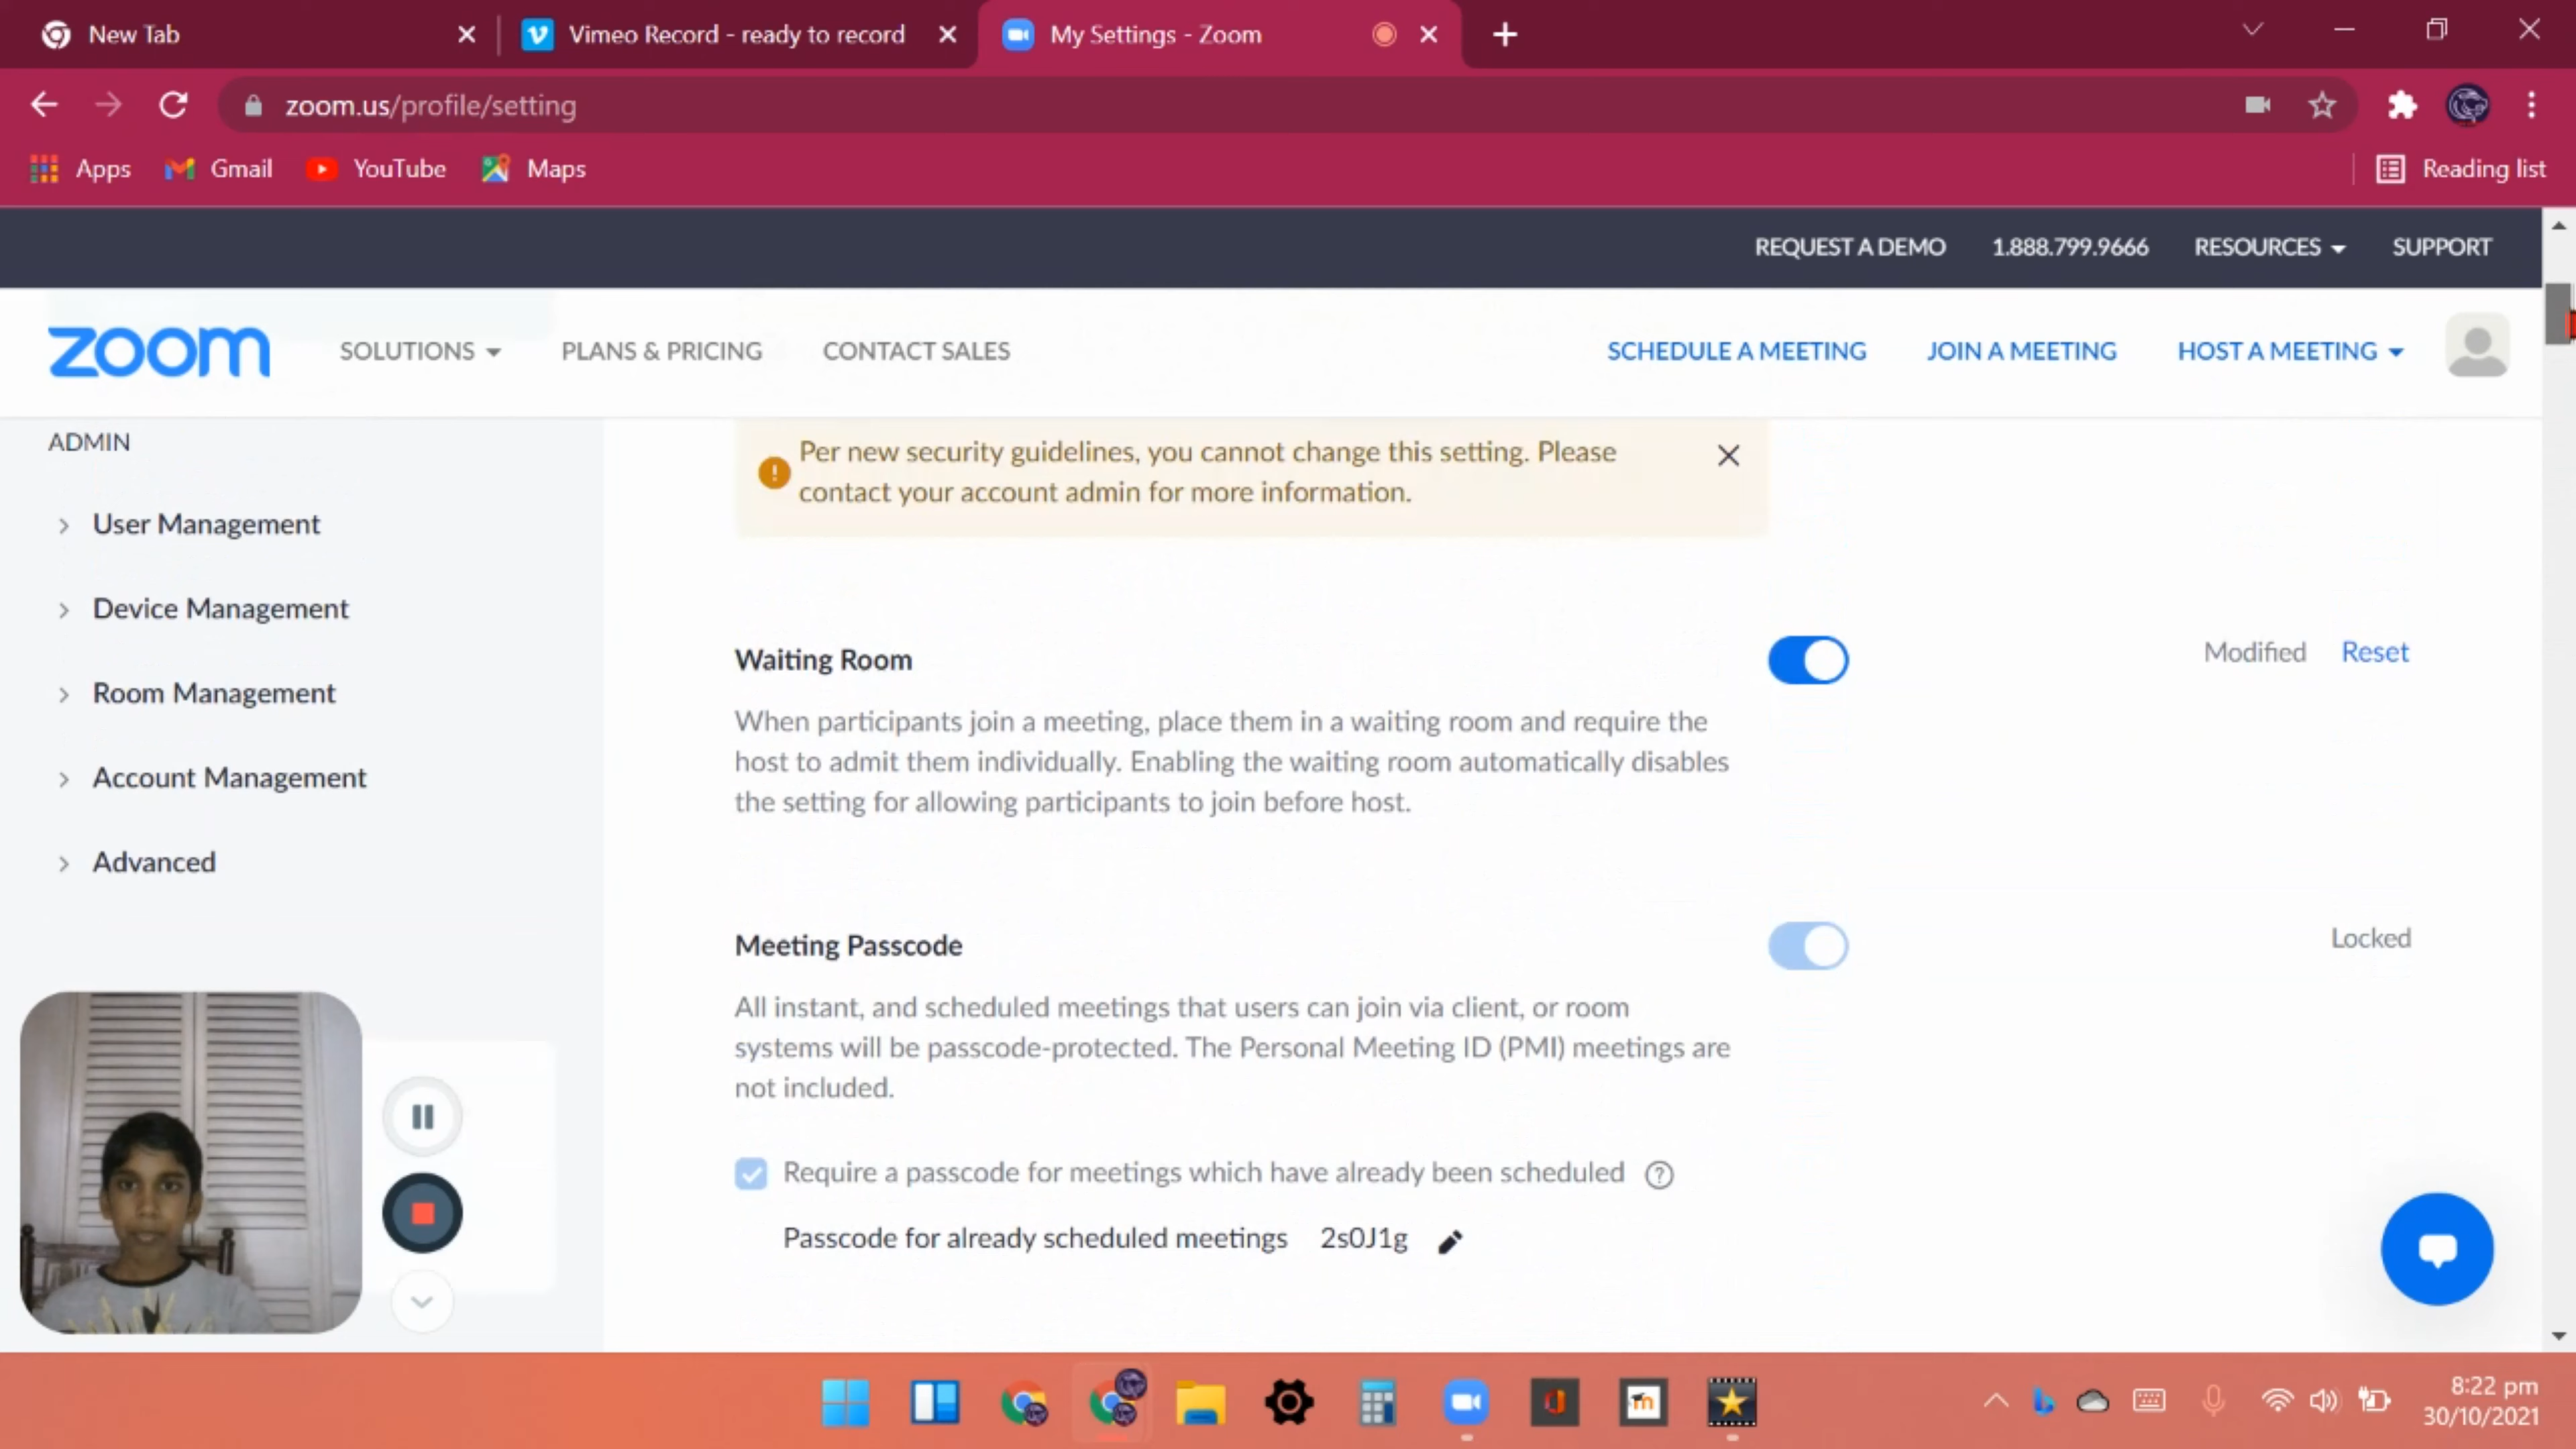 New Tab
Vimeo Record - ready to record
My Settings - Zoom
zoom.us/profile/setting
Apps
Gmail
YouTube
Maps
Reading list
REQUEST A DEMO
1.888.799.9666
RESOURCES
SUPPORT
zoom
SOLUTIONS
PLANS & PRICING
CONTACT SALES
SCHEDULE A MEETING
JOIN A MEETING
HOST A MEETING
ADMIN
User Management
Device Management
Room Management
Account Management
Advanced
Per new security guidelines, you cannot change this setting. Please
contact your account admin for more information.
Waiting Room
Modified Reset
When participants join a meeting, place them in a waiting room and require the
host to admit them individually. Enabling the waiting room automatically disables
the setting for allowing participants to join before host.
Meeting Passcode
Locked
All instant, and scheduled meetings that users can join via client, or room
systems will be passcode-protected. The Personal Meeting ID (PMI) meetings are
not included.
Require a passcode for meetings which have already been scheduled
Passcode for already scheduled meetings 2s0J1g
8:22 pm
30/10/2021